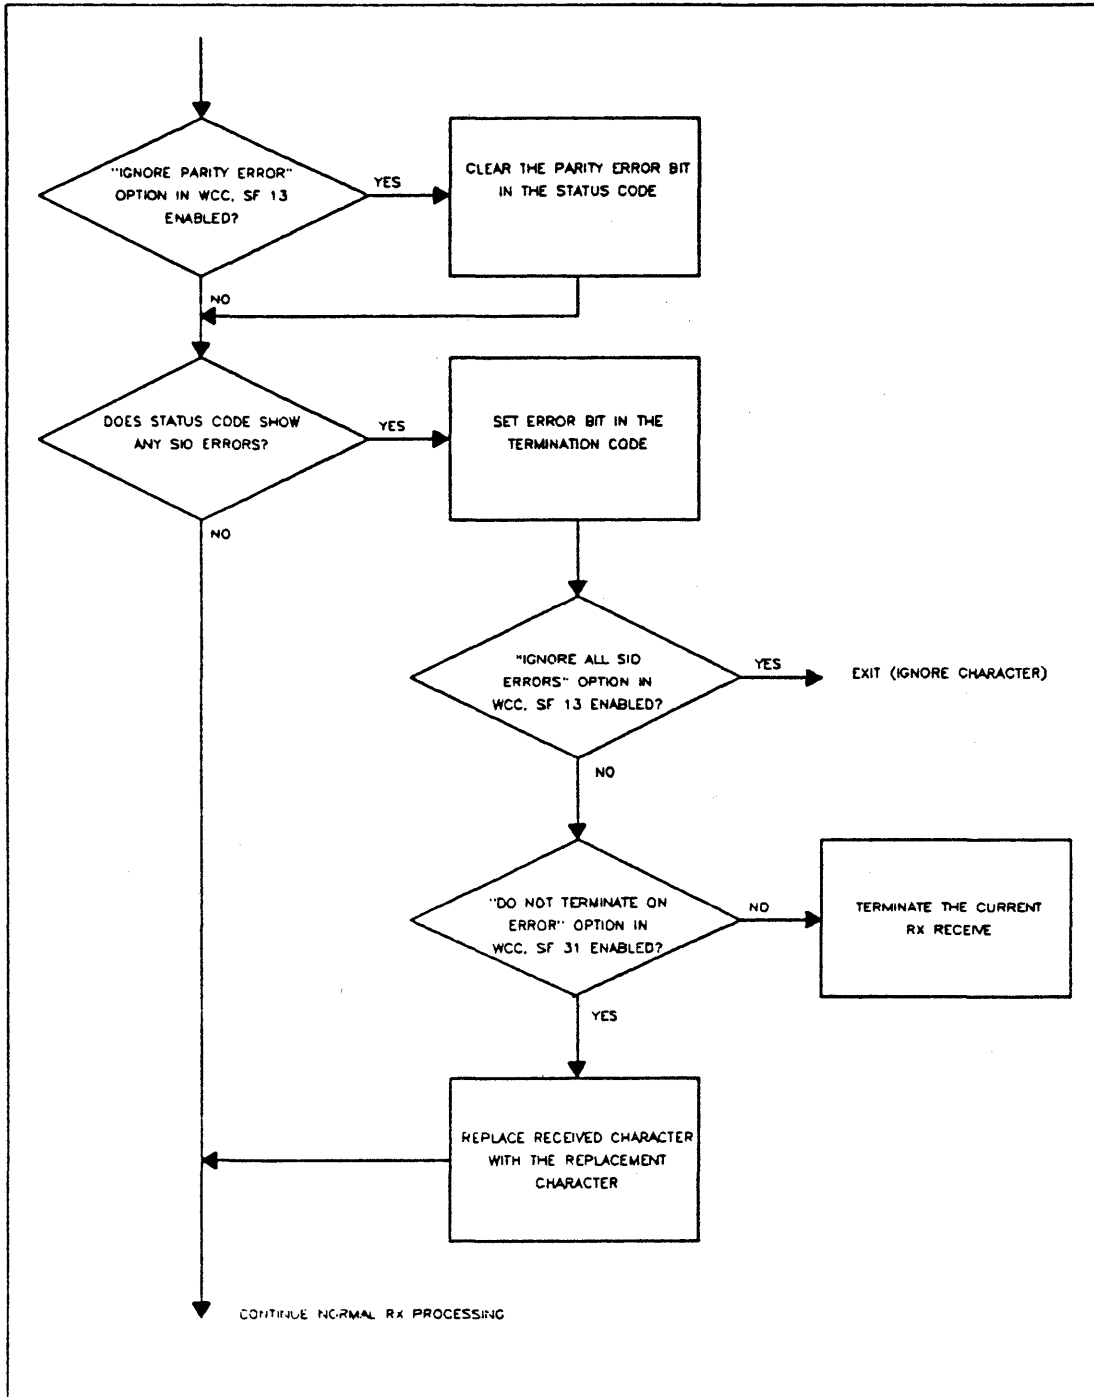 "IGNORE PARITY ERROR"
OPTION IN WCC, SF 13
ENABLED?
YES
CLEAR THE PARITY ERROR BIT
IN THE STATUS CODE
NO
DOES STATUS CODE SHOW
ANY SIO ERRORS?
YES
SET ERROR BIT IN THE
TERMINATION CODE
NO
"IGNORE ALL SIO
ERRORS" OPTION IN
WCC, SF 13 ENABLED?
YES
EXIT (IGNORE CHARACTER)
NO
"DO NOT TERMINATE ON
ERROR" OPTION IN
WCC, SF 31 ENABLED?
NO
TERMINATE THE CURRENT
RX RECEIVE
YES
REPLACE RECEIVED CHARACTER
WITH THE REPLACEMENT
CHARACTER
CONTINUE NORMAL RX PROCESSING